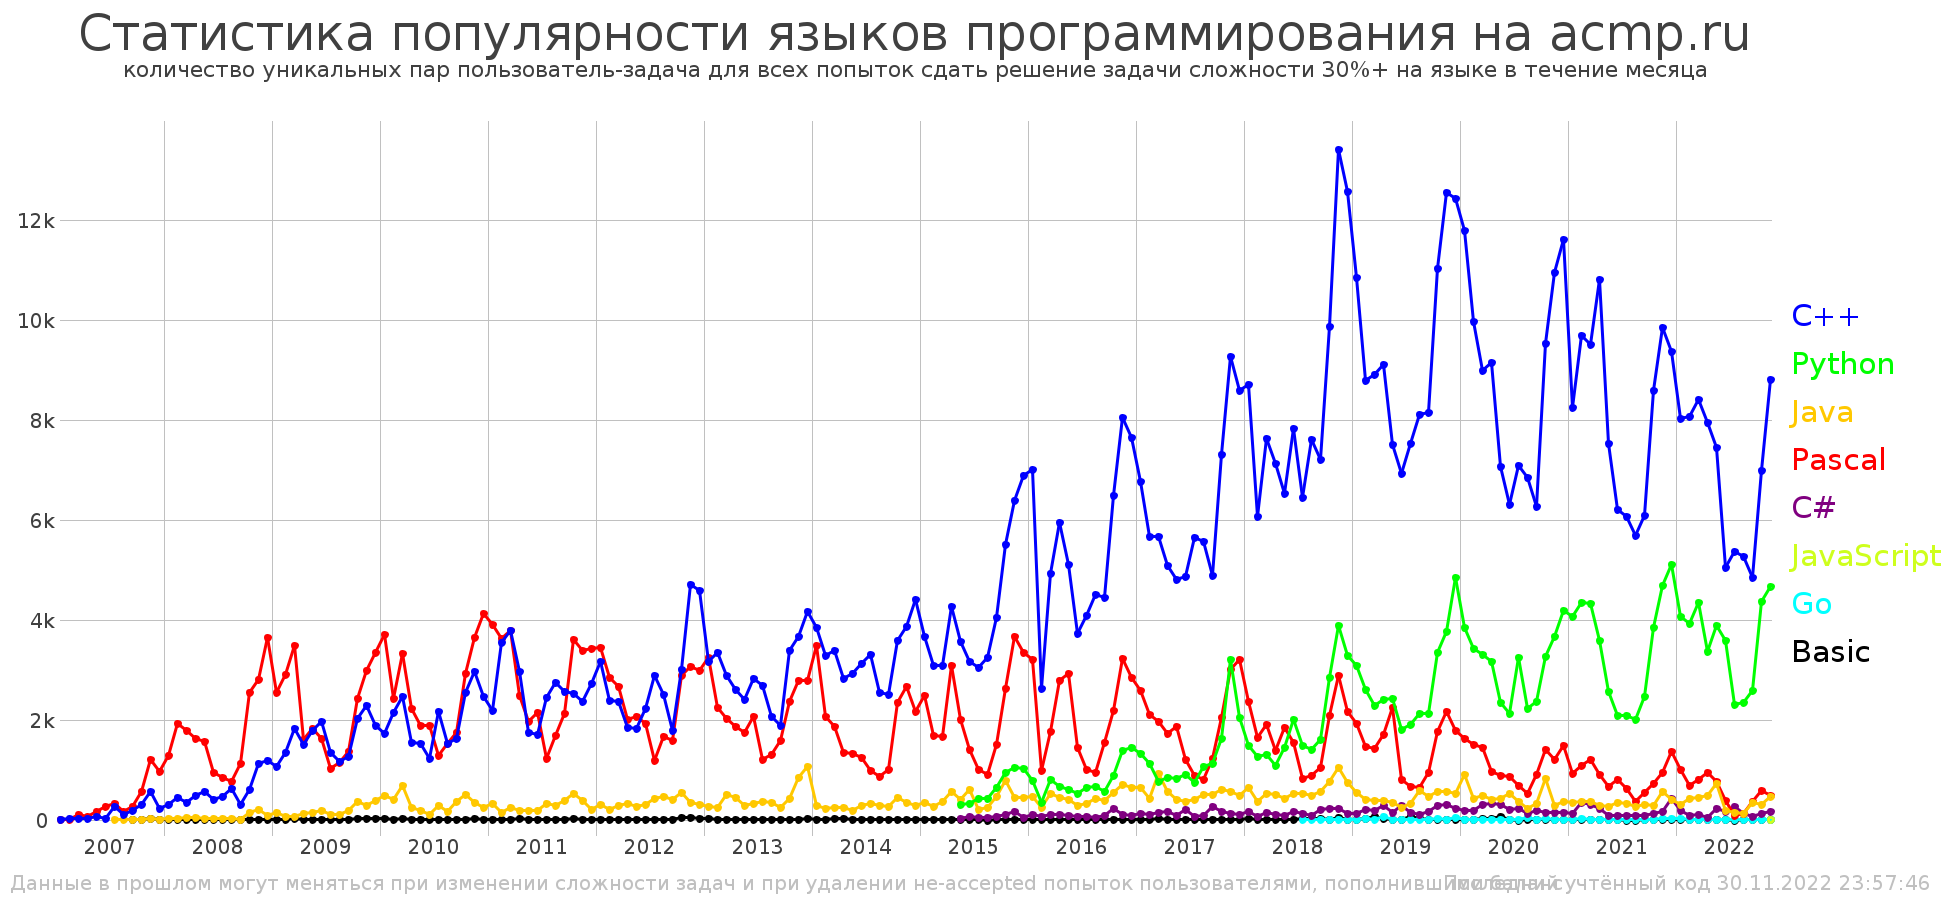 Статистика популярности языков программирования на acmp.ru
количество уникальных пар пользователь-задача для всех попыток сдать решение задачи сложности 30%+ на языке в течение месяца
12k
10k
8k
6k
4k
2k
0
C++
Python
Java
Pascal
C#
JavaScript
Go
Basic
2007 2008 2009 2010 2011 2012 2013 2014 2015 2016 2017 2018 2019 2020 2021 2022
Данные в прошлом могут меняться при изменении сложности задач и при удалении не-accepted попыток пользователями, пополнившими
учтённый код 30.11.2022 23:57:46